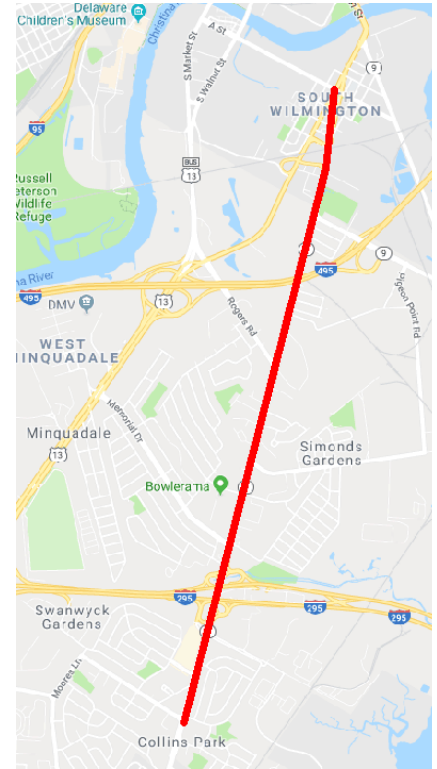 Delaware
Children's Museum
Christina
A St
S Market St
S Walnut St
9
SOUTH
WILMINGTON
95
BUS
13
Russell
Peterson
Wildlife
Refuge
9
495
13
495
DMV
Rogers Rd
Pigeon Point Rd
WEST
MINQUADALE
Memorial Dr
Minquadale
13
Simonds
Gardens
Bowlerama
295
295
295
Swanwyck
Gardens
Moores Ln
Collins Park